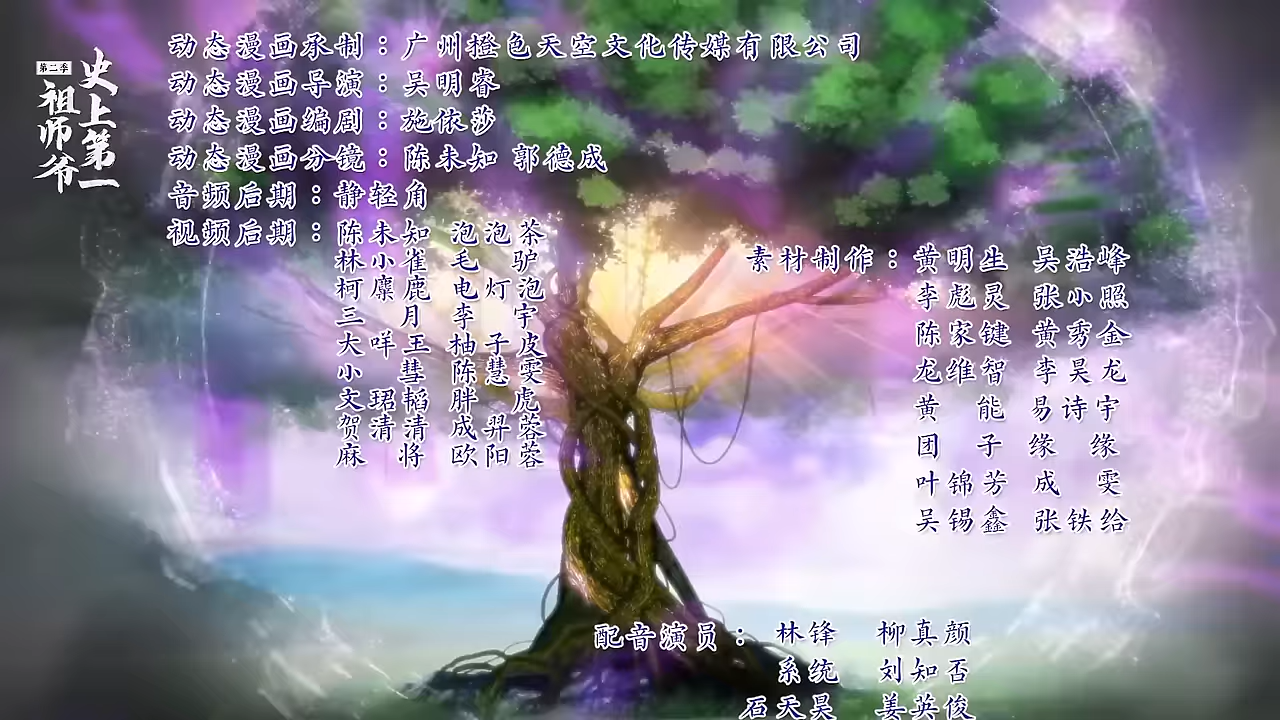 史上第一
祖师爷
第二季
动态漫画承制：广州橙色天空文化传媒有限公司
动态漫画导演：吴明睿
动态漫画编剧：施依莎
动态漫画分镜：陈未知 郭德成
音频后期：静轻角
视频后期：陈未知 泡泡茶
林小雀 毛 驴
柯麇鹿 电灯泡
三 月 李 宇
大咩王 柚子皮
小 彗 陈慧雯
文珺韬 胖 虎
贺清清 成羿蓉
麻 将 欧阳蓉
素材制作：黄明生 吴浩峰
李彪灵 张小照
陈家键 黄秀金
龙维智 李昊龙
黄 能 易诗宇
团 子 缘 缘
叶锦芳 成 雯
吴锡鑫 张铁给
配音演员：林锋 柳真颜
系统 刘知否
石天昊 姜英俊